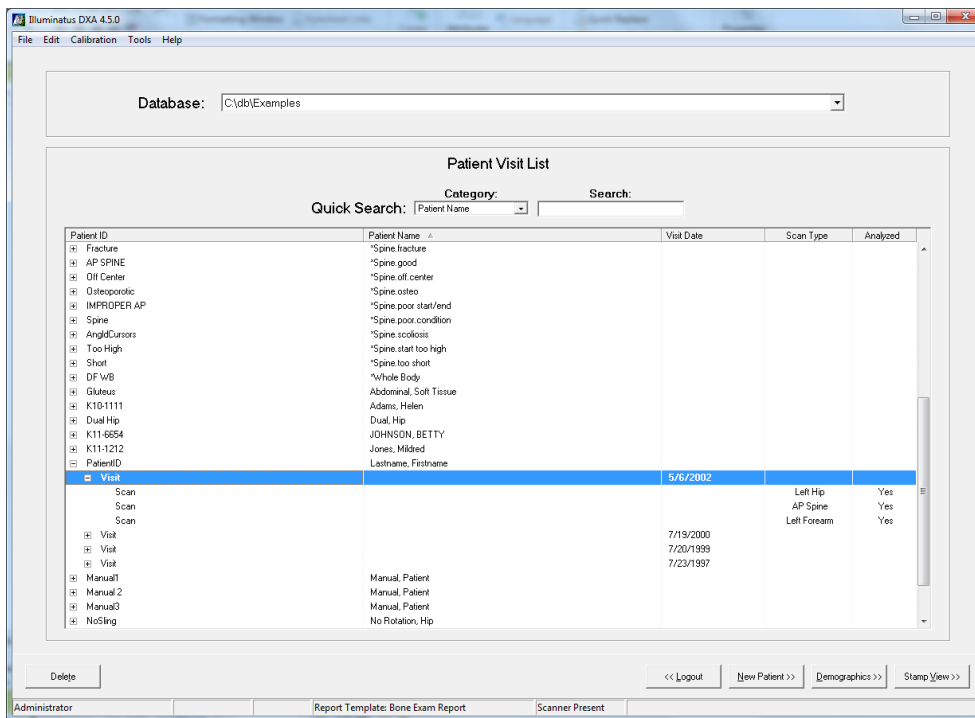 Illuminatus DXA 4.5.0
File Edit Calibration Tools Help
Database: C:\db\Examples
Patient Visit List
Category: Search:
Quick Search: Patient Name
Patient ID Patient Name Visit Date Scan Type Analyzed
Fracture *Spine.fracture
AP SPINE *Spine.good
Off Center *Spine.off.center
Osteoporotic *Spine.osteo
IMPROPER AP *Spine.poor start/end
Spine *Spine.poor.condition
AngldCursors *Spine.scoliosis
Too High *Spine.start too high
Short *Spine.too short
DF WB *Whole Body
Gluteus Abdominal, Soft Tissue
K10-1111 Adams, Helen
Dual Hip Dual, Hip
K11-6654 JOHNSON, BETTY
K11-1212 Jones, Mildred
PatientID Lastname, Firstname
Visit 5/6/2002
Scan Left Hip Yes
Scan AP Spine Yes
Scan Left Forearm Yes
Visit 7/19/2000
Visit 7/20/1999
Visit 7/23/1997
Manual1 Manual, Patient
Manual 2 Manual, Patient
Manual3 Manual, Patient
NoSling No Rotation, Hip
Delete << Logout New Patient >> Demographics >> Stamp View >>
Administrator Report Template: Bone Exam Report Scanner Present